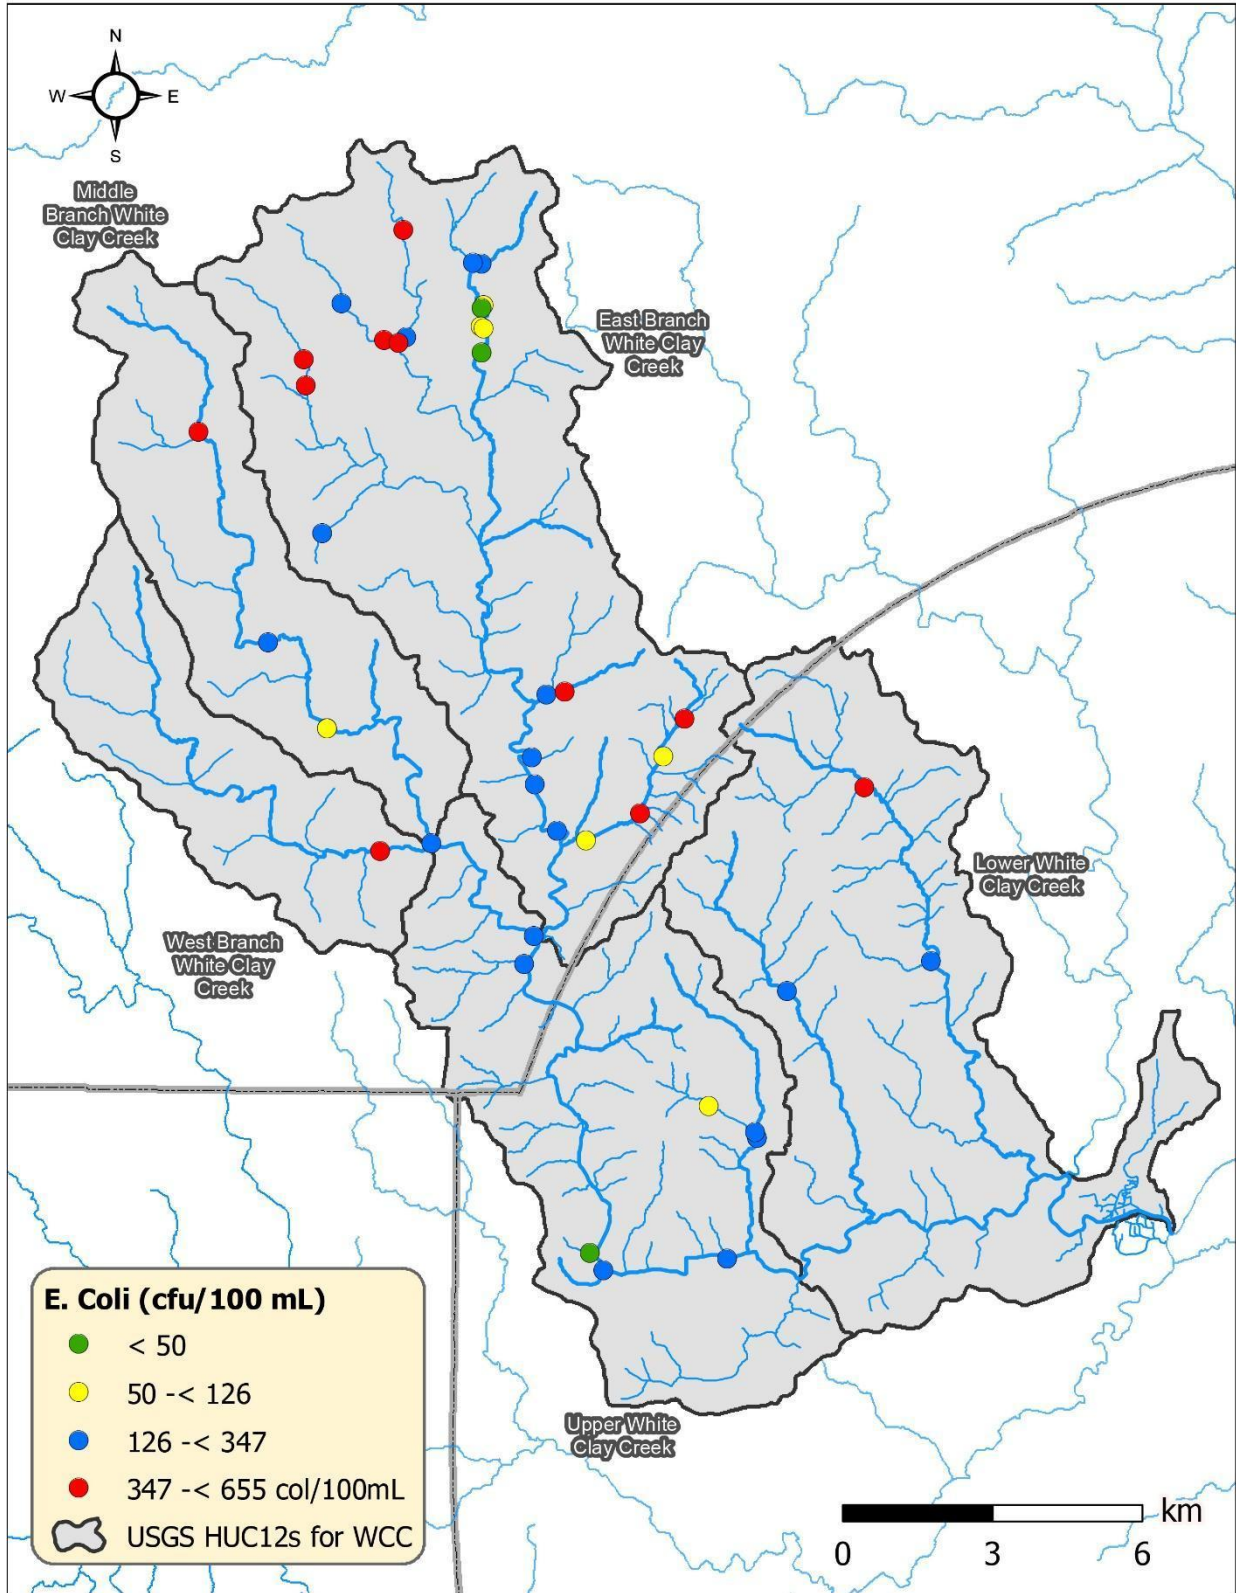 N
W
E
S
Middle
Branch White
Clay Creek
East Branch
White Clay
Creek
Lower White
Clay Creek
West Branch
White Clay
Creek
Upper White
Clay Creek
E. Coli (cfu/100 mL)
< 50
50 -< 126
126 -< 347
347 -< 655 col/100mL
USGS HUC12s for WCC
km
0 3 6